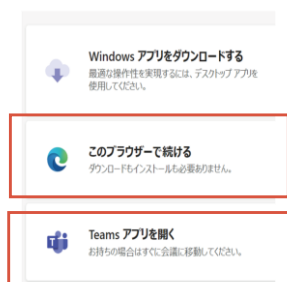 Windows アプリをダウンロードする
最適な操作性を実現するには、デスクトップ アプリを
使用してください。
このブラウザーで続ける
ダウンロードもインストールも必要ありません。
Teams アプリを開く
お持ちの場合はすぐに会議に移動してください。